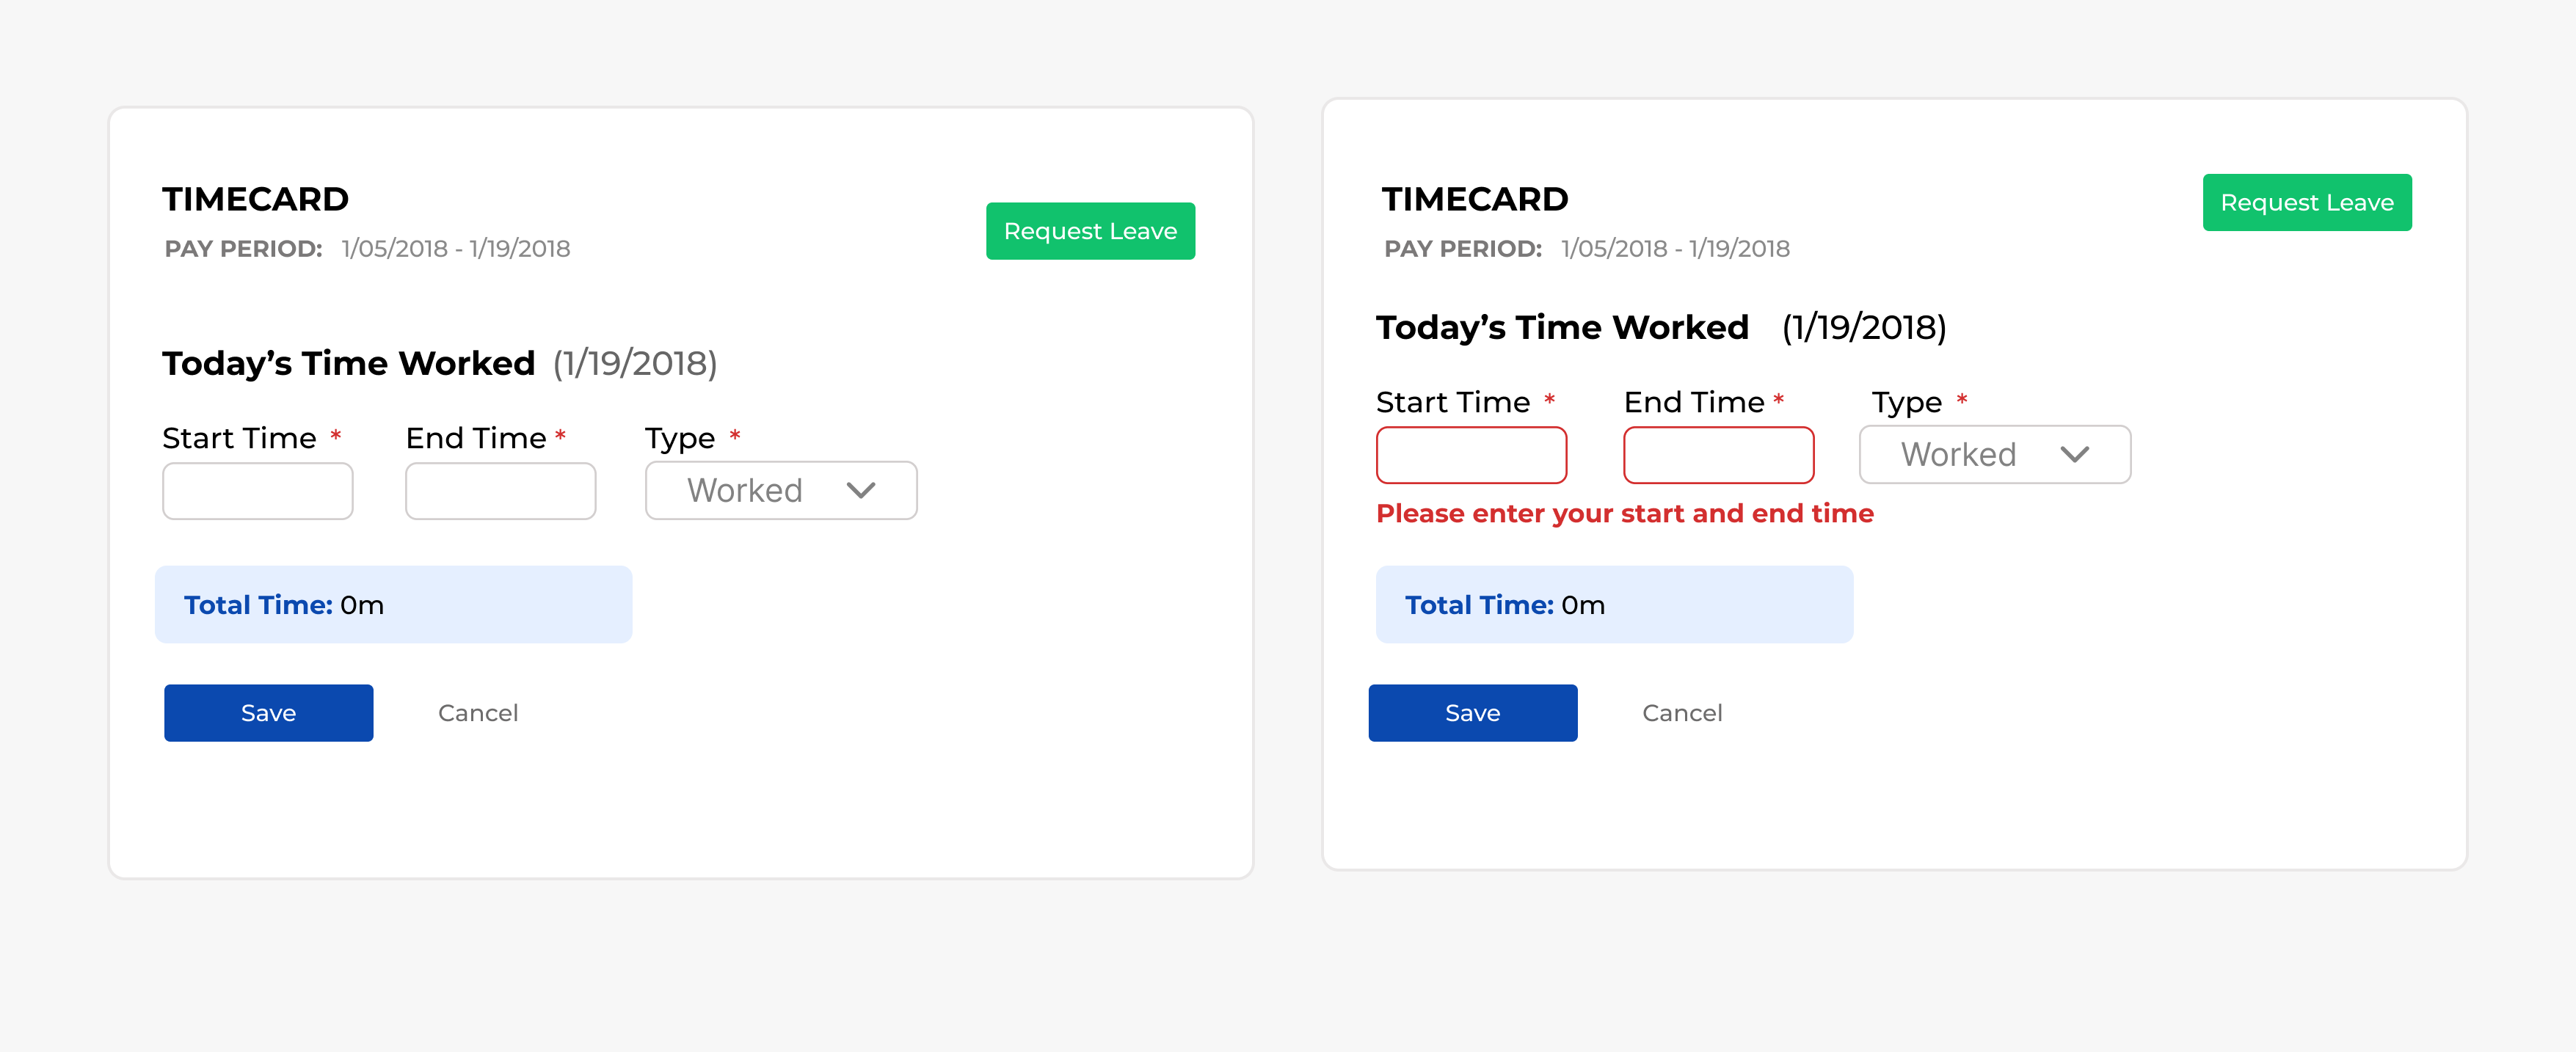 TIMECARD
PAY PERIOD: 1/05/2018 - 1/19/2018
Request Leave
Today’s Time Worked (1/19/2018)
Start Time * End Time * Type *
Worked
Total Time: 0m
Save Cancel
TIMECARD
PAY PERIOD: 1/05/2018 - 1/19/2018
Request Leave
Today’s Time Worked (1/19/2018)
Start Time * End Time * Type *
Worked
Please enter your start and end time
Total Time: 0m
Save Cancel